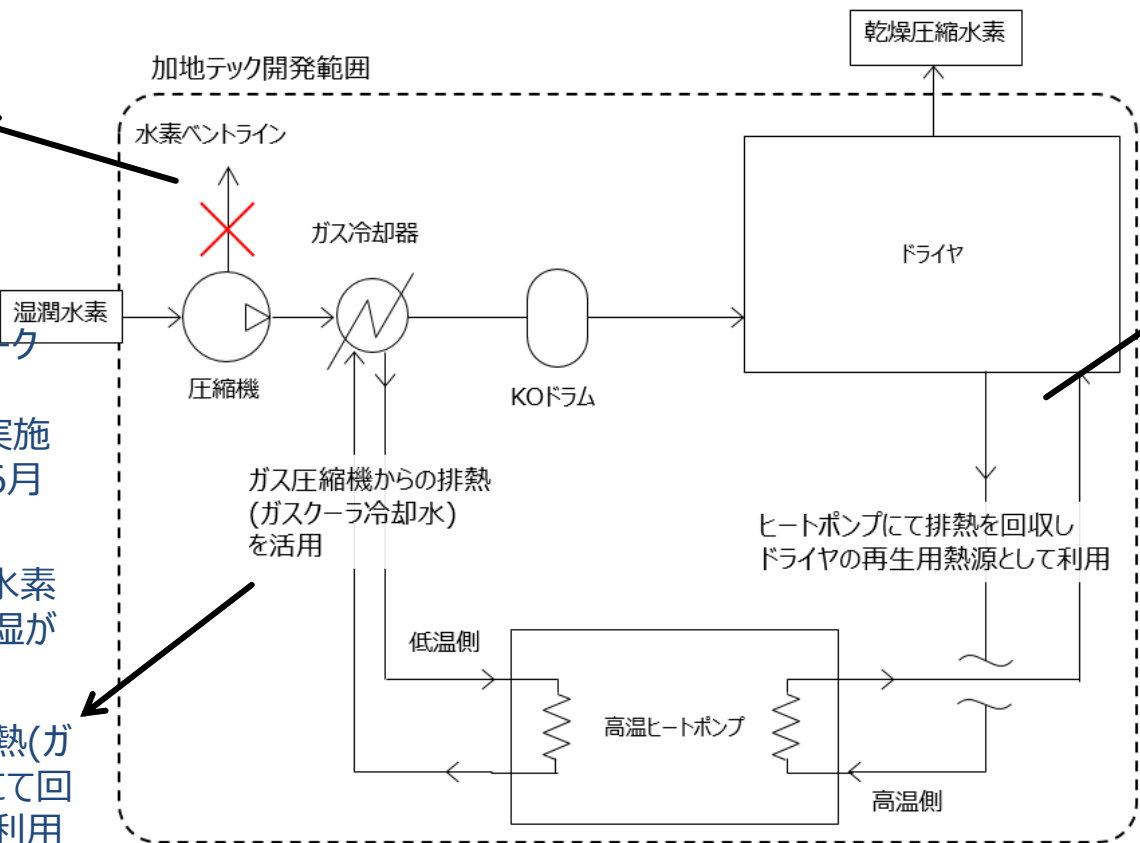 乾燥圧縮水素
加地テック開発範囲
水素ベントライン
ガス冷却器
ドライヤ
湿潤水素
圧縮機
KOドラム
ーク
実施
6月
水素
湿が
熱(ガ
にて回
利用
ガス圧縮機からの排熱
(ガスクーラ冷却水)
を活用
ヒートポンプにて排熱を回収し
ドライヤの再生用熱源として利用
低温側
高温ヒートポンプ
高温側